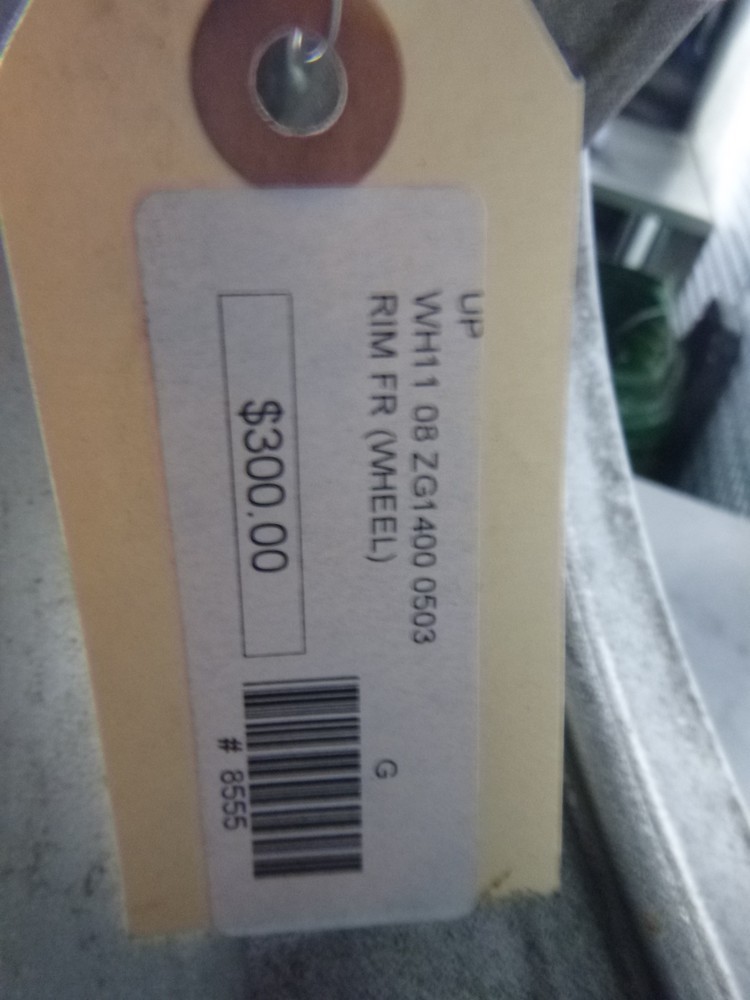 UP
WH11 08 ZG1400 0503
RIM FR (WHEEL)
$300.00
G
# 8555